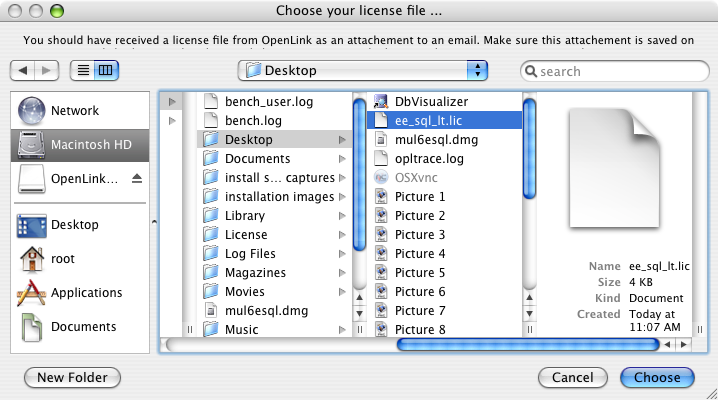 Choose your license file ...
You should have received a license file from OpenLink as an attachement to an email. Make sure this attachement is saved on
Desktop
search
Network
Macintosh HD
OpenLink...
Desktop
root
Applications
Documents
bench_user.log
bench.log
Desktop
Documents
install s... captures
installation images
Library
License
Log Files
Magazines
Movies
mul6esql.dmg
Music
DbVisualizer
ee_sql_lt.lic
mul6esql.dmg
opltrace.log
OSXvnc
Picture 1
Picture 2
Picture 3
Picture 4
Picture 5
Picture 6
Picture 7
Picture 8
Name ee_sql_lt.lic
Size 4 KB
Kind Document
Created Today at
11:07 AM
New Folder
Cancel
Choose